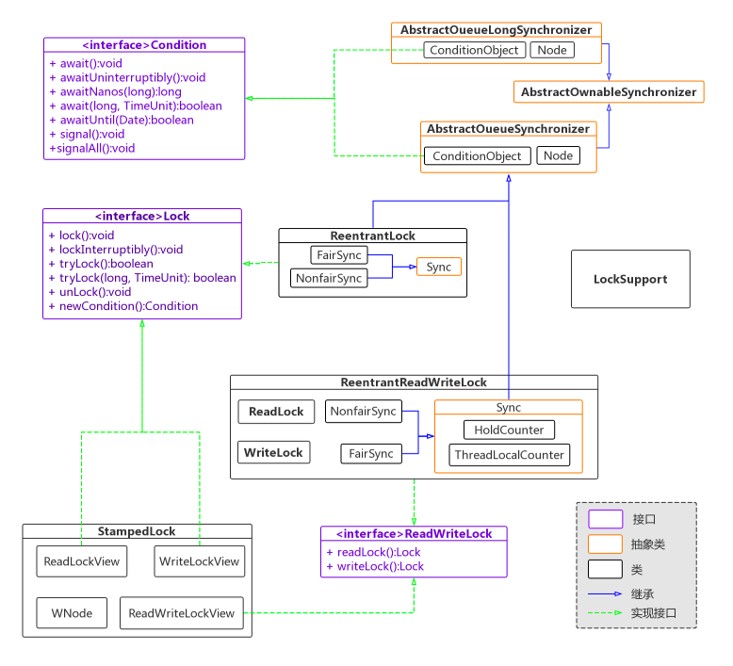 AbstractOueueLongSynchronizer
ConditionObject
Node
<interface>Condition
+ await():void
+ awaitUninterruptibly():void
+ awaitNanos(long):long
+ await(long, TimeUnit):boolean
+ awaitUntil(Date):boolean
+ signal():void
+signalAll():void
AbstractOwnableSynchronizer
AbstractOueueSynchronizer
ConditionObject
Node
<interface>Lock
+ lock():void
+ lockInterruptibly():void
+ tryLock():boolean
+ tryLock(long, TimeUnit): boolean
+ unLock():void
+ newCondition():Condition
ReentrantLock
FairSync
NonfairSync
Sync
LockSupport
ReentrantReadWriteLock
ReadLock
NonfairSync
Sync
HoldCounter
WriteLock
FairSync
ThreadLocalCounter
StampedLock
ReadLockView
WriteLockView
WNode
ReadWriteLockView
<interface>ReadWriteLock
+ readLock():Lock
+ writeLock():Lock
接口
抽象类
类
继承
实现接口